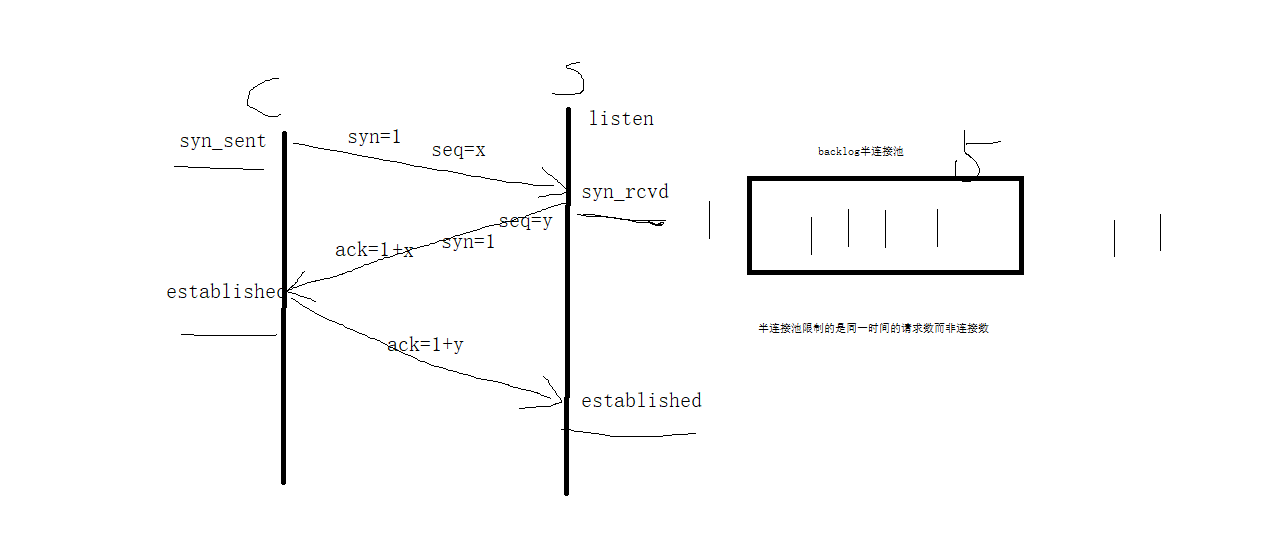 C
S
listen
syn_sent
syn=1
seq=x
syn_rcvd
seq=y
syn=1
ack=1+x
established
ack=1+y
established
backlog半连接池
5
半连接池限制的是同一时间的请求数而非连接数